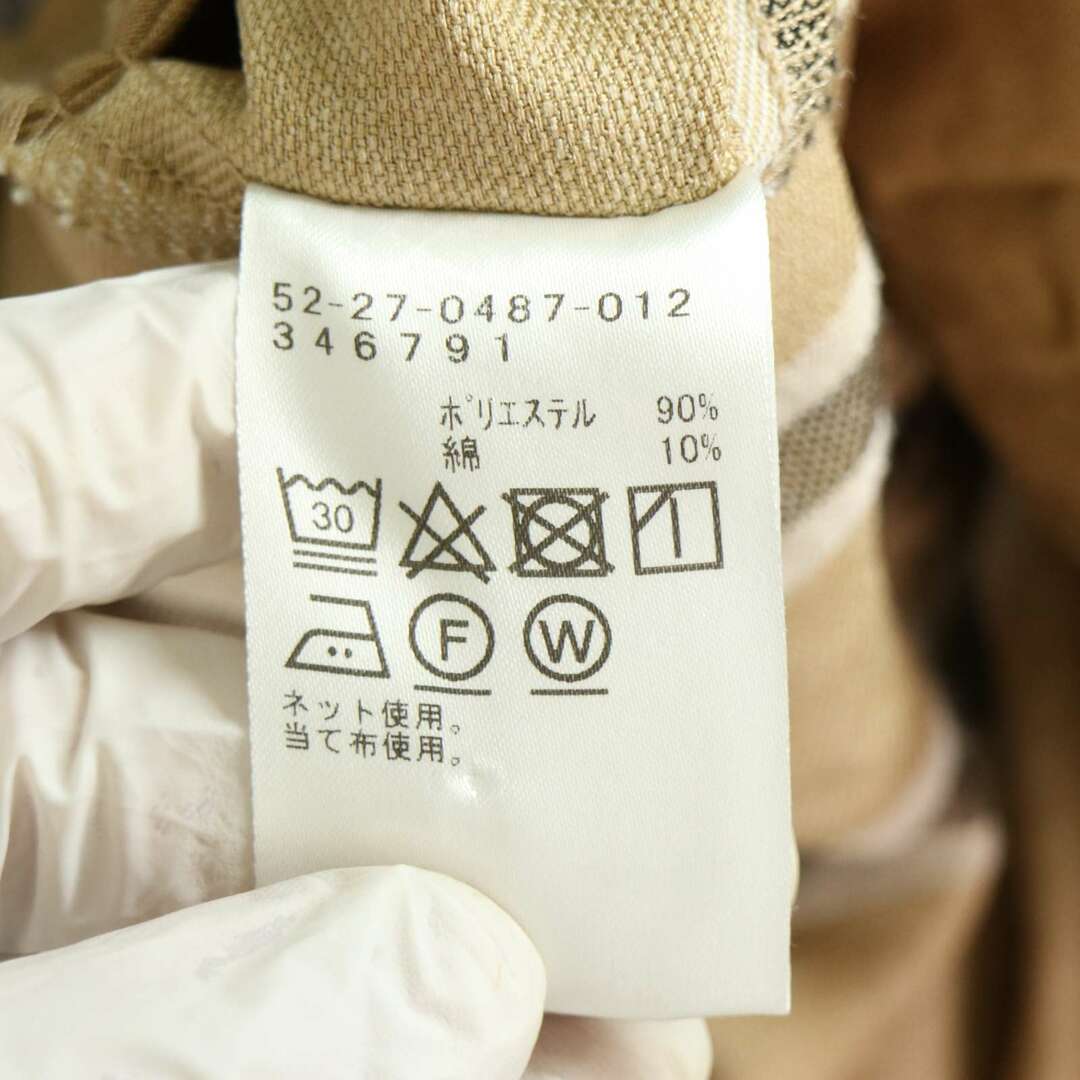 52-27-0487-012
346791
ポリエステル 90%
綿 10%
30
F W
ネット使用。
当て布使用。